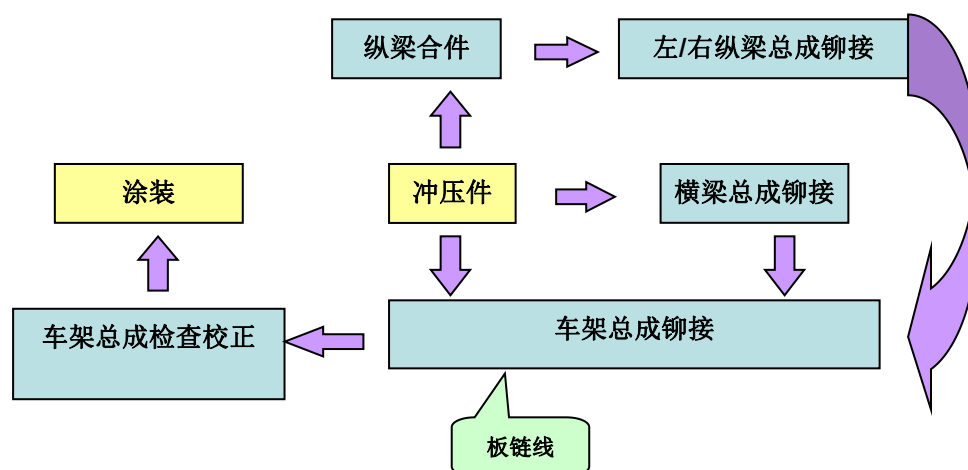 纵梁合件
左/右纵梁总成铆接
涂装
冲压件
横梁总成铆接
车架总成检查校正
车架总成铆接
板链线